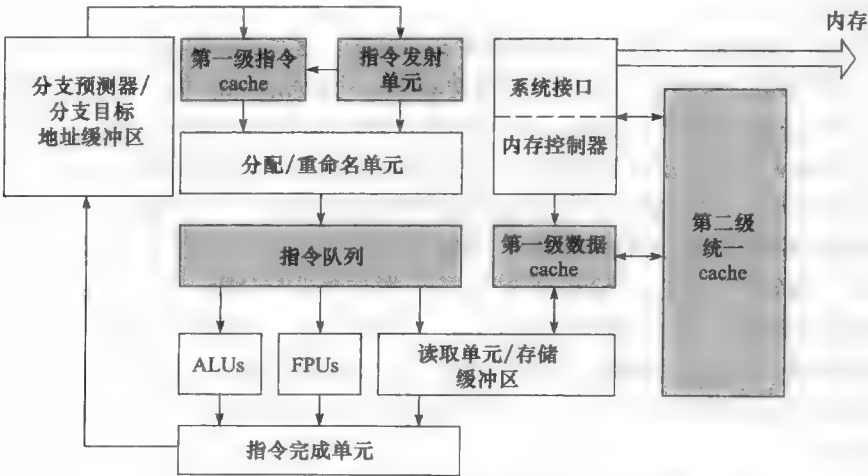 内存
分支预测器/
分支目标
地址缓冲区
第一级指令
cache
指令发射
单元
系统接口
内存控制器
分配/重命名单元
指令队列
第一级数据
cache
第二级
统一
cache
ALUs
FPUs
读取单元/存储
缓冲区
指令完成单元